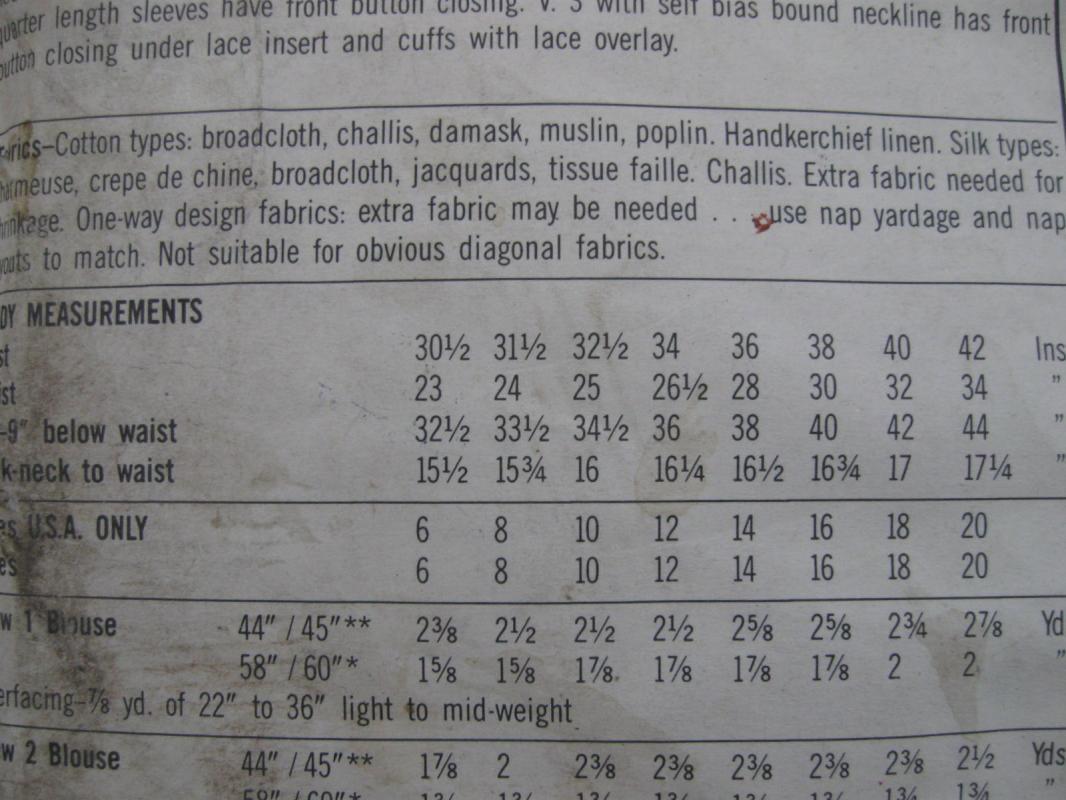 quarter length sleeves have front button closing. V. 3 with self bias bound neckline has front
button closing under lace insert and cuffs with lace overlay.
rics–Cotton types: broadcloth, challis, damask, muslin, poplin. Handkerchief linen. Silk types:
rmeuse, crepe de chine, broadcloth, jacquards, tissue faille. Challis. Extra fabric needed for
nkage. One-way design fabrics: extra fabric may be needed . . . use nap yardage and nap
outs to match. Not suitable for obvious diagonal fabrics.
DY MEASUREMENTS
st 30½ 31½ 32½ 34 36 38 40 42 Ins
ist 23 24 25 26½ 28 30 32 34 ”
–9" below waist 32½ 33½ 34½ 36 38 40 42 44 ”
k-neck to waist 15½ 15¾ 16 16¼ 16½ 16¾ 17 17¼ ”
es U.S.A. ONLY 6 8 10 12 14 16 18 20
es 6 8 10 12 14 16 18 20
w 1 Blouse 44" / 45"** 2⅜ 2½ 2½ 2½ 2⅝ 2⅝ 2¾ 2⅞ Yd
58" / 60"* 1⅝ 1⅝ 1⅞ 1⅞ 1⅞ 1⅞ 2 2 ”
erfacing–⅞ yd. of 22" to 36" light to mid-weight
w 2 Blouse 44" / 45"** 1⅞ 2 2⅜ 2⅜ 2⅜ 2⅜ 2⅜ 2½ Yds
58" / 60"* 1¾ 1¾ ”